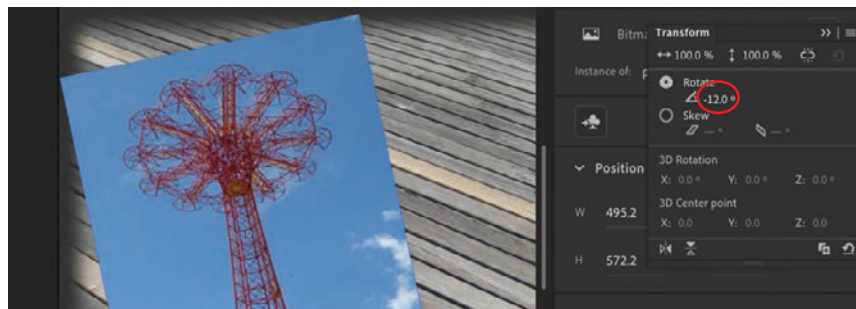 Bitma
Transform
100.0 %
100.0 %
Instance of:
Rotate
-12.0 °
Skew
— °
— °
Position
3D Rotation
X: 0.0 °
Y: 0.0 °
Z: 0.0 °
W
495.2
3D Center point
X: 0.0
Y: 0.0
Z: 0.0
H
572.2